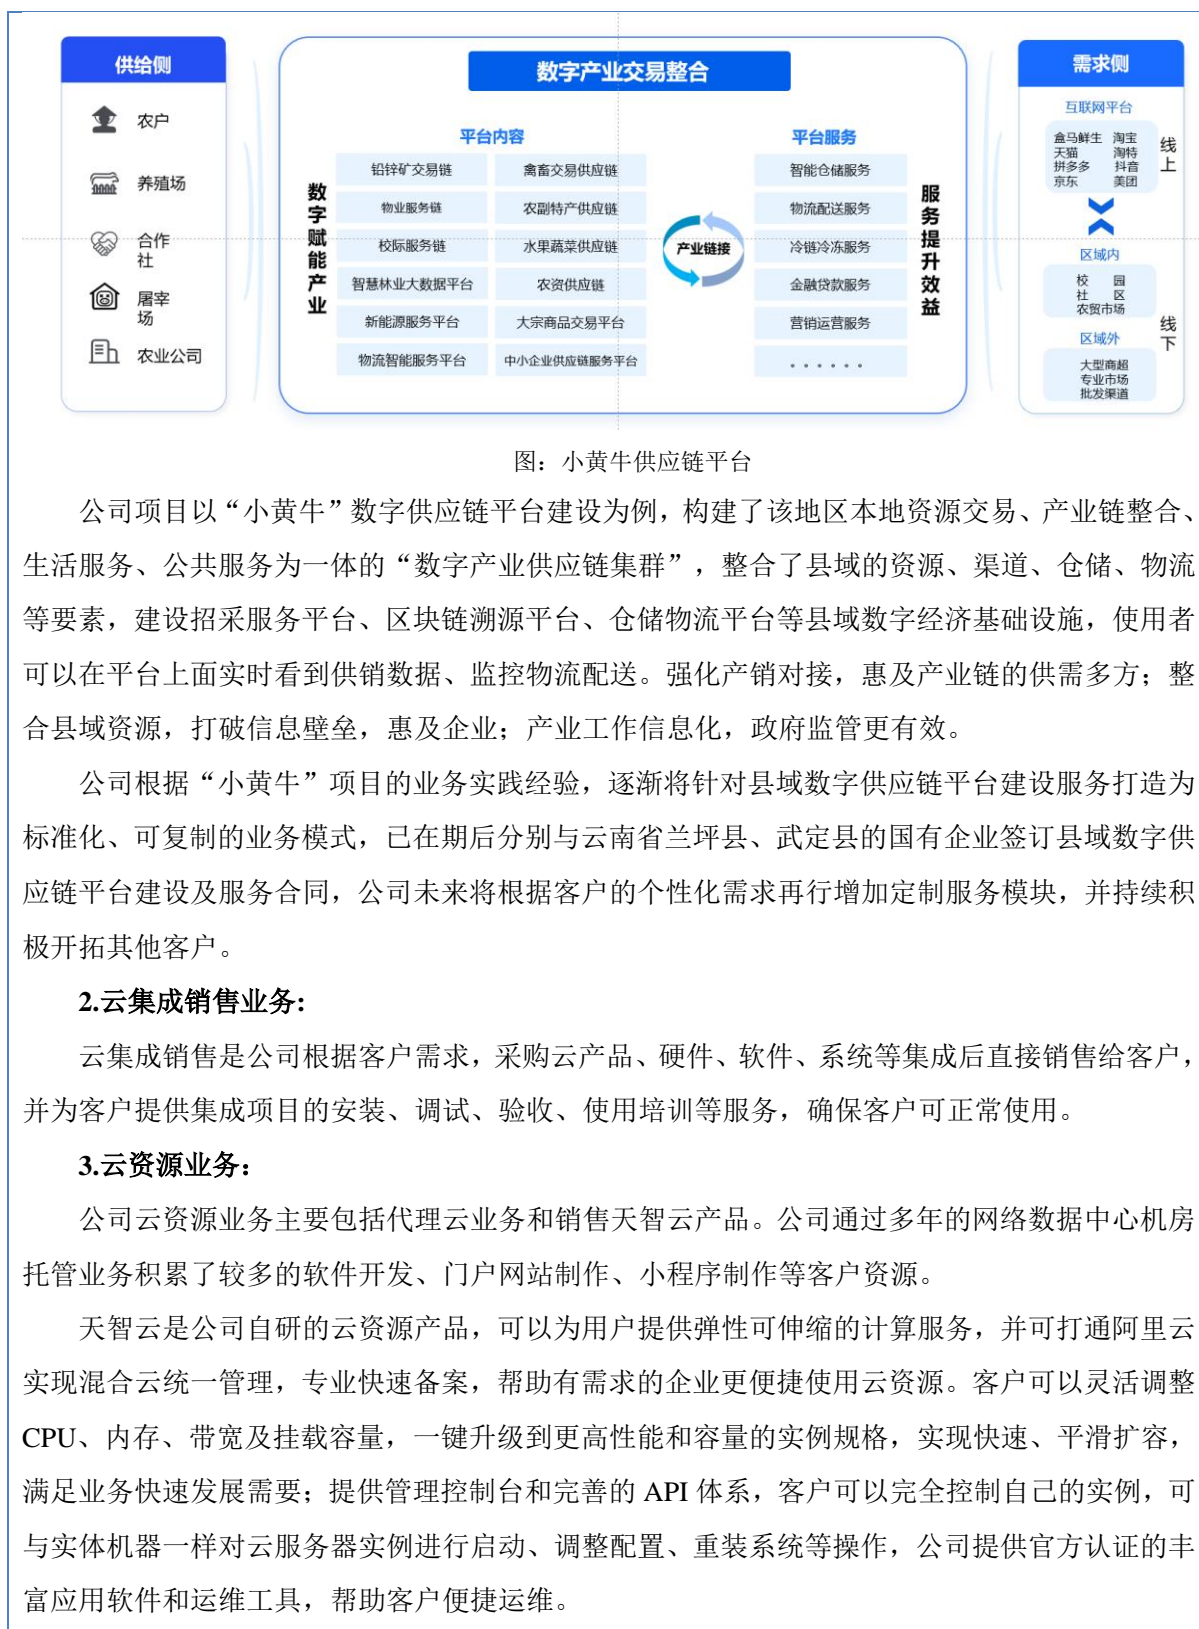 供给侧
农户
养殖场
合作
社
屠宰
场
农业公司
数字产业交易整合
数字赋能产业
平台内容
铅锌矿交易链
禽畜交易供应链
物业服务链
农副特产供应链
校际服务链
水果蔬菜供应链
智慧林业大数据平台
农资供应链
新能源服务平台
大宗商品交易平台
物流智能服务平台
中小企业供应链服务平台
产业链接
平台服务
智能仓储服务
物流配送服务
冷链冷冻服务
金融贷款服务
营销运营服务
。。。。。。
服务提升效益
需求侧
互联网平台
盒马鲜生 淘宝
天猫 淘特
拼多多 抖音
京东 美团
线上
区域内
校 园
社 区
农贸市场
区域外
大型商超
专业市场
批发渠道
线下
图：小黄牛供应链平台
公司项目以“小黄牛”数字供应链平台建设为例，构建了该地区本地资源交易、产业链整合、
生活服务、公共服务为一体的“数字产业供应链集群”，整合了县域的资源、渠道、仓储、物流
等要素，建设招采服务平台、区块链溯源平台、仓储物流平台等县域数字经济基础设施，使用者
可以在平台上面实时看到供销数据、监控物流配送。强化产销对接，惠及产业链的供需多方；整
合县域资源，打破信息壁垒，惠及企业；产业工作信息化，政府监管更有效。
公司根据“小黄牛”项目的业务实践经验，逐渐将针对县域数字供应链平台建设服务打造为
标准化、可复制的业务模式，已在期后分别与云南省兰坪县、武定县的国有企业签订县域数字供
应链平台建设及服务合同，公司未来将根据客户的个性化需求再行增加定制服务模块，并持续积
极开拓其他客户。
2.云集成销售业务:
云集成销售是公司根据客户需求，采购云产品、硬件、软件、系统等集成后直接销售给客户，
并为客户提供集成项目的安装、调试、验收、使用培训等服务，确保客户可正常使用。
3.云资源业务：
公司云资源业务主要包括代理云业务和销售天智云产品。公司通过多年的网络数据中心机房
托管业务积累了较多的软件开发、门户网站制作、小程序制作等客户资源。
天智云是公司自研的云资源产品，可以为用户提供弹性可伸缩的计算服务，并可打通阿里云
实现混合云统一管理，专业快速备案，帮助有需求的企业更便捷使用云资源。客户可以灵活调整
CPU、内存、带宽及挂载容量，一键升级到更高性能和容量的实例规格，实现快速、平滑扩容，
满足业务快速发展需要；提供管理控制台和完善的 API 体系，客户可以完全控制自己的实例，可
与实体机器一样对云服务器实例进行启动、调整配置、重装系统等操作，公司提供官方认证的丰
富应用软件和运维工具，帮助客户便捷运维。